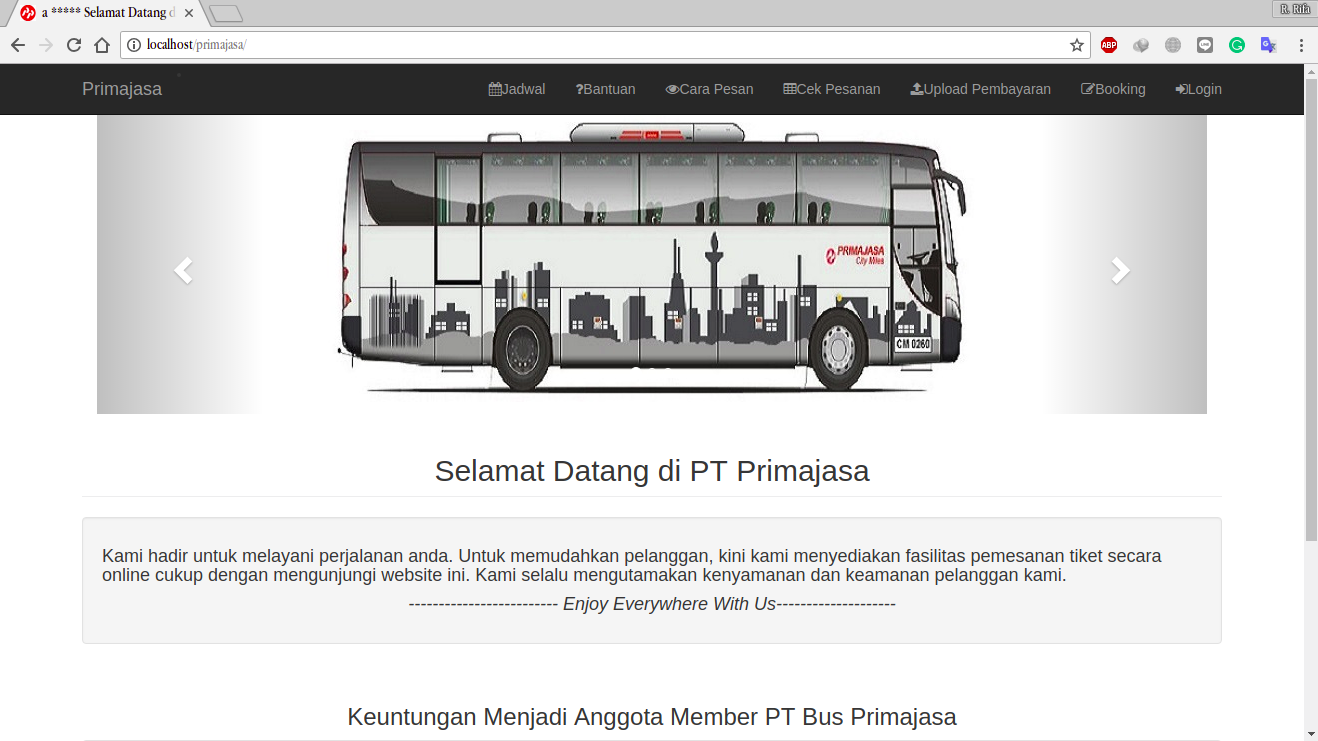 a ***** Selamat Datang d
R. Rifa
localhost/primajasa/
ABP
Primajasa
Jadwal
?Bantuan
Cara Pesan
Cek Pesanan
Upload Pembayaran
Booking
Login
PRIMAJASA
City Miles
CM 0260
Selamat Datang di PT Primajasa
Kami hadir untuk melayani perjalanan anda. Untuk memudahkan pelanggan, kini kami menyediakan fasilitas pemesanan tiket secara
online cukup dengan mengunjungi website ini. Kami selalu mengutamakan kenyamanan dan keamanan pelanggan kami.
------------------------- Enjoy Everywhere With Us--------------------
Keuntungan Menjadi Anggota Member PT Bus Primajasa